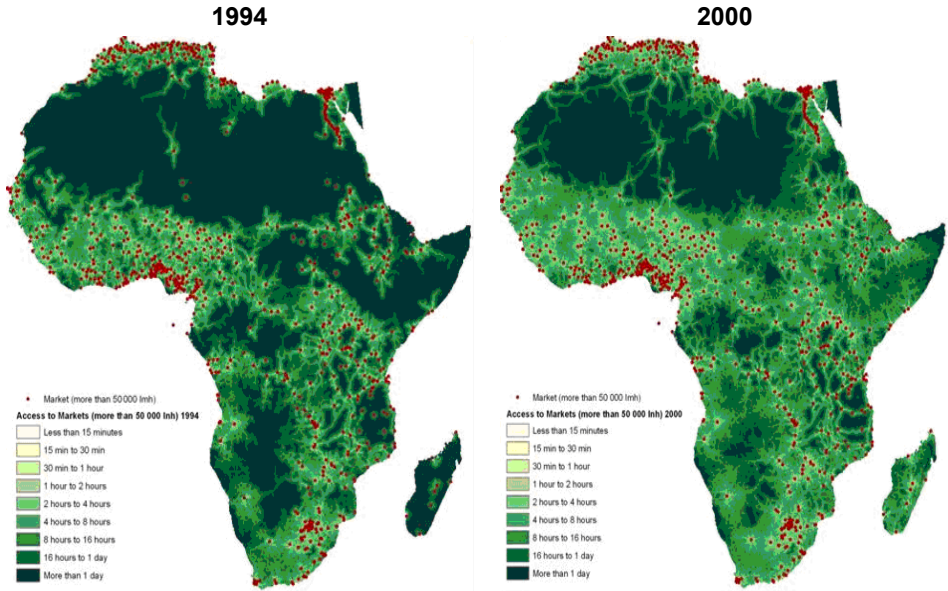 1994
2000
Market (more than 50 000 Inh)
Access to Markets (more than 50 000 Inh) 1994
Less than 15 minutes
15 min to 30 min
30 min to 1 hour
1 hour to 2 hours
2 hours to 4 hours
4 hours to 8 hours
8 hours to 16 hours
16 hours to 1 day
More than 1 day
Market (more than 50 000 Inh)
Access to Markets (more than 50 000 Inh) 2000
Less than 15 minutes
15 min to 30 min
30 min to 1 hour
1 hour to 2 hours
2 hours to 4 hours
4 hours to 8 hours
8 hours to 16 hours
16 hours to 1 day
More than 1 day